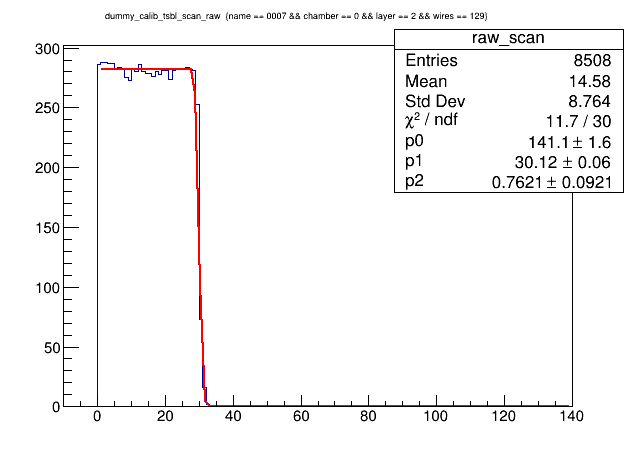 dummy_calib_tsbl_scan_raw (name == 0007 && chamber == 0 && layer == 2 && wires == 129)
raw_scan
Entries 8508
Mean 14.58
Std Dev 8.764
χ² / ndf 11.7 / 30
p0 141.1 ± 1.6
p1 30.12 ± 0.06
p2 0.7621 ± 0.0921
300
250
200
150
100
50
0
0 20 40 60 80 100 120 140